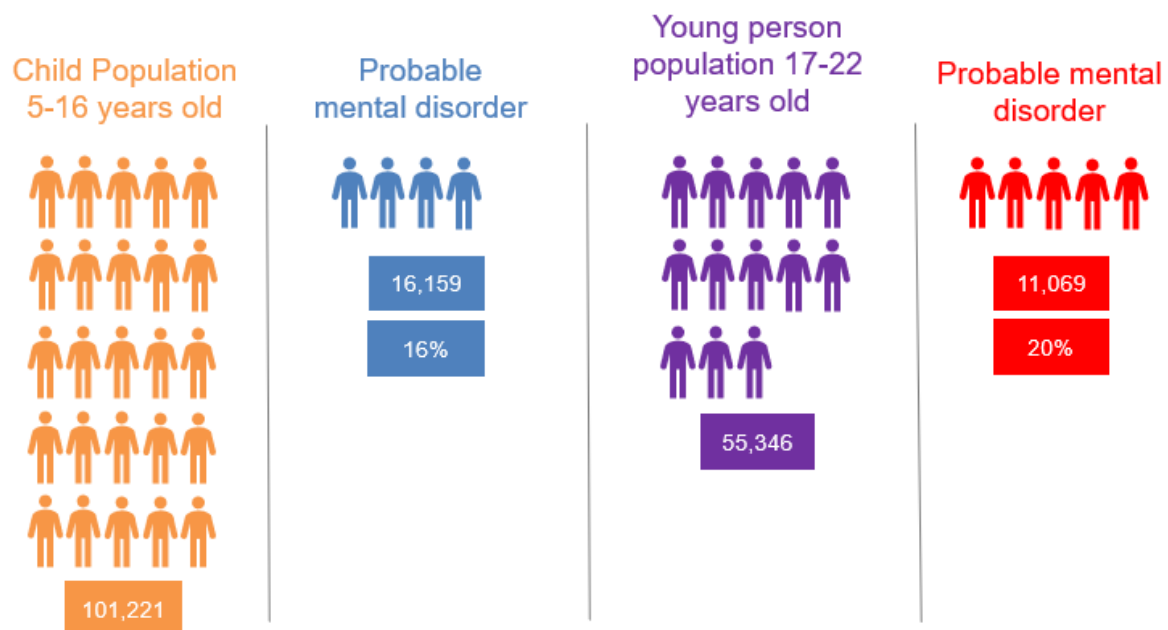 Child Population
5-16 years old
101,221
Probable
mental disorder
16,159
16%
Young person
population 17-22
years old
55,346
Probable mental
disorder
11,069
20%